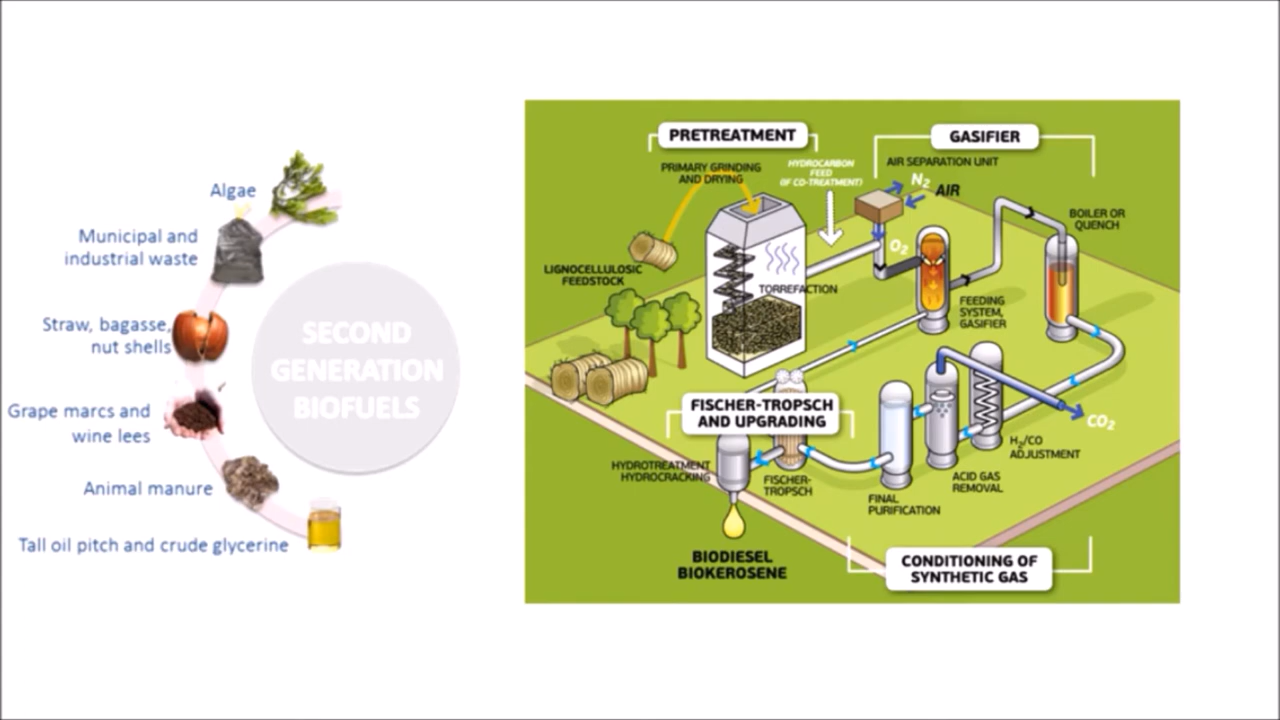 Algae
Municipal and
industrial waste
Straw, bagasse,
nut shells
Grape marcs and
wine lees
Animal manure
Tall oil pitch and crude glycerine
SECOND
GENERATION
BIOFUELS
PRETREATMENT
PRIMARY GRINDING
AND DRYING
HYDROCARBON
FEED
(IF CO-TREATMENT)
GASIFIER
AIR SEPARATION UNIT
N2
AIR
O2
BOILER OR
QUENCH
LIGNOCELLULOSIC
FEEDSTOCK
TORREFACTION
FEEDING
SYSTEM,
GASIFIER
FISCHER-TROPSCH
AND UPGRADING
CO2
H2/CO
ADJUSTMENT
HYDROTREATMENT
HYDROCRACKING
FISCHER-
TROPSCH
ACID GAS
REMOVAL
FINAL
PURIFICATION
BIODIESEL
BIOKEROSENE
CONDITIONING OF
SYNTHETIC GAS